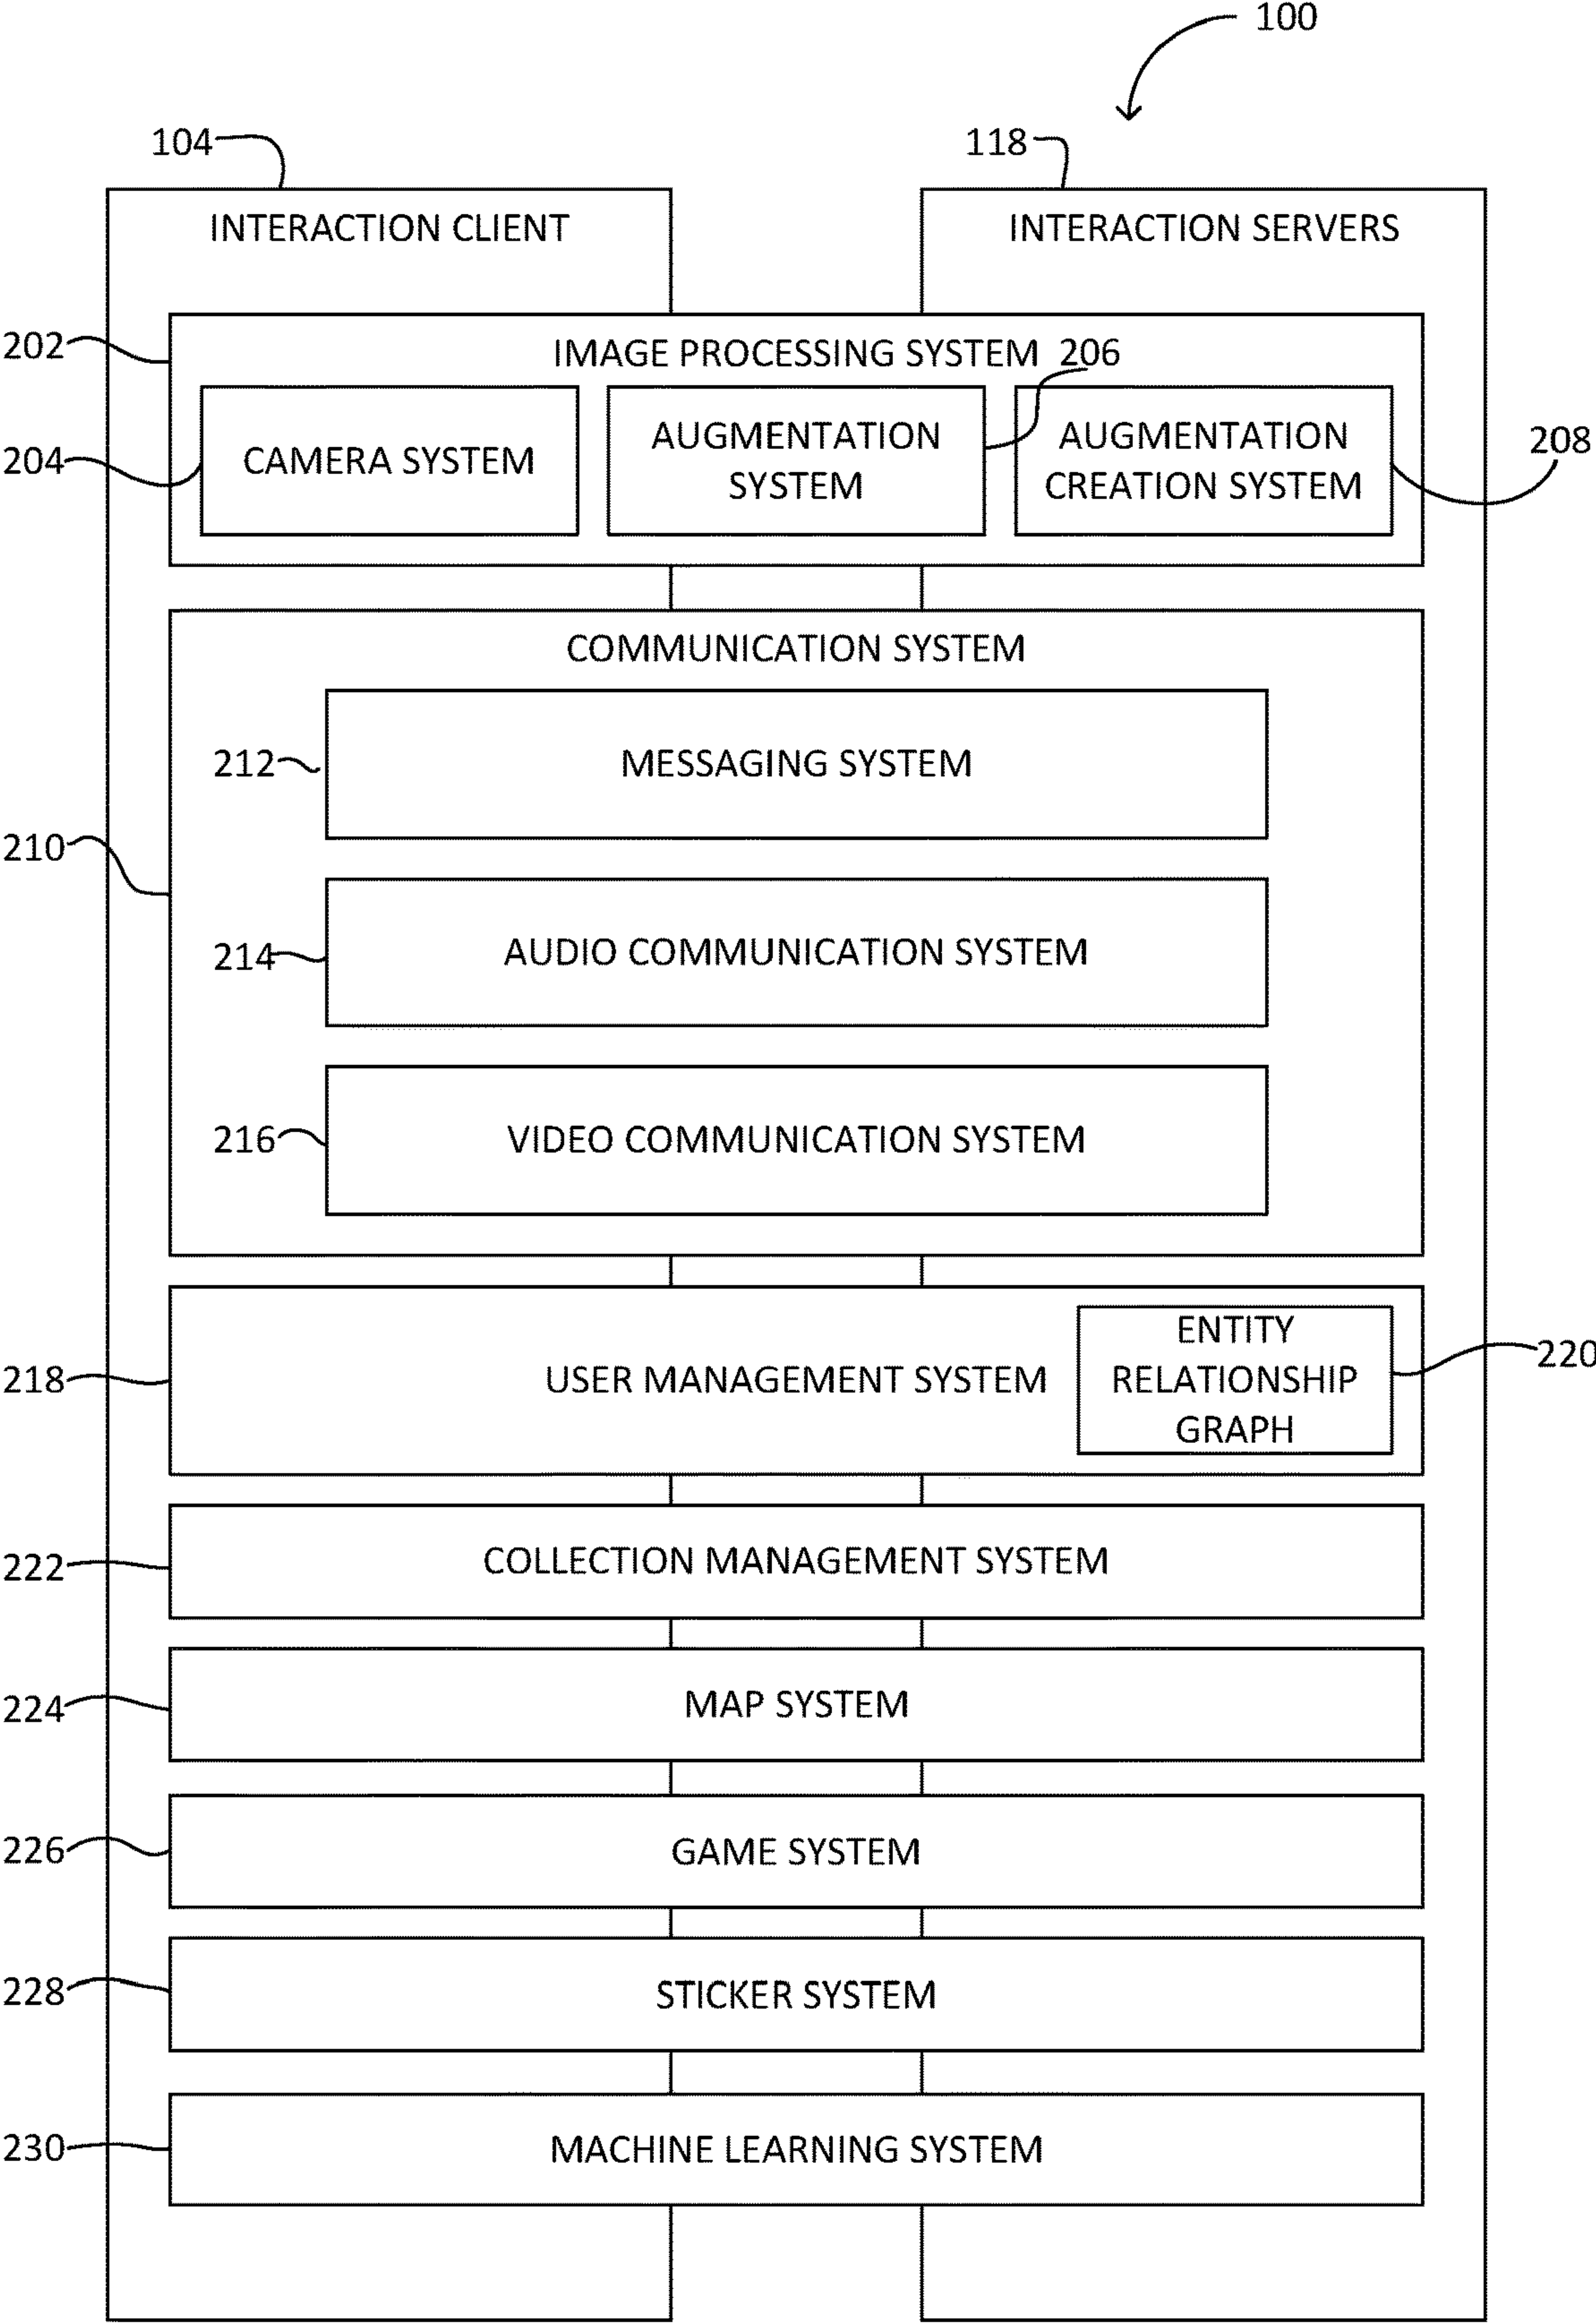 100
104
118
INTERACTION CLIENT
INTERACTION SERVERS
202
IMAGE PROCESSING SYSTEM
206
204
CAMERA SYSTEM
AUGMENTATION
SYSTEM
AUGMENTATION
CREATION SYSTEM
208
COMMUNICATION SYSTEM
212
MESSAGING SYSTEM
210
214
AUDIO COMMUNICATION SYSTEM
216
VIDEO COMMUNICATION SYSTEM
218
USER MANAGEMENT SYSTEM
ENTITY
RELATIONSHIP
GRAPH
220
222
COLLECTION MANAGEMENT SYSTEM
224
MAP SYSTEM
226
GAME SYSTEM
228
STICKER SYSTEM
230
MACHINE LEARNING SYSTEM